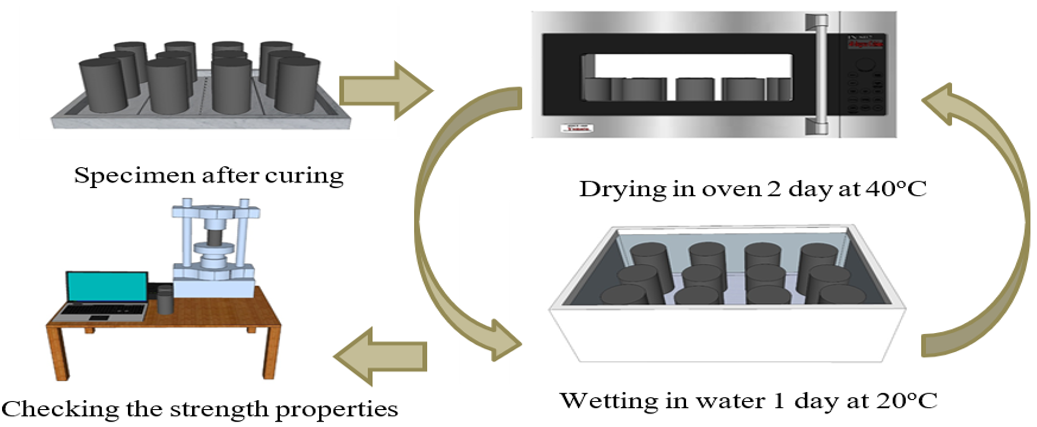 Specimen after curing
Drying in oven 2 day at 40°C
Checking the strength properties
Wetting in water 1 day at 20°C